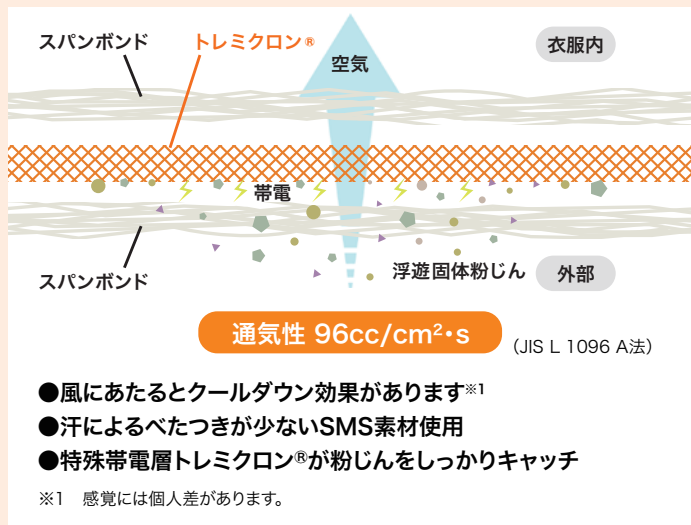 スパンボンド
トレミクロン®
空気
衣服内
帯電
スパンボンド
浮遊固体粉じん
外部
通気性 96cc/cm²・s
(JIS L 1096 A法)
●風にあたるとクールダウン効果があります※1
●汗によるべたつきが少ないSMS素材使用
●特殊帯電層トレミクロン®が粉じんをしっかりキャッチ
※1 感覚には個人差があります。